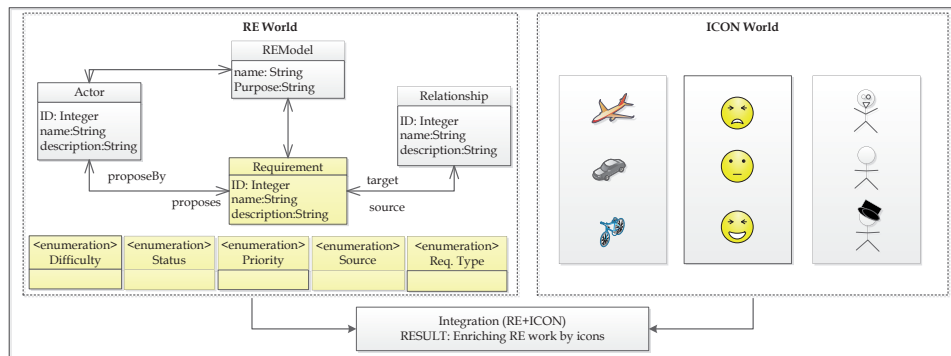 RE World
REModel
name: String
Purpose:String
Actor
ID: Integer
name:String
description:String
Relationship
ID: Integer
name:String
description:String
proposeBy
proposes
Requirement
ID: Integer
name:String
description:String
target
source
<enumeration>
Difficulty
<enumeration>
Status
<enumeration>
Priority
<enumeration>
Source
<enumeration>
Req. Type
ICON World
Integration (RE+ICON)
RESULT: Enriching RE work by icons